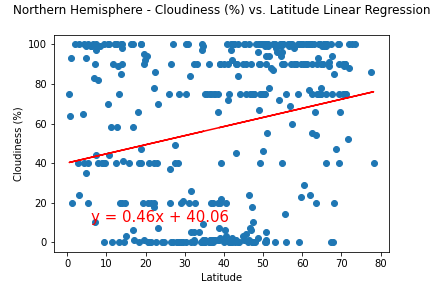 Northern Hemisphere - Cloudiness (%) vs. Latitude Linear Regression
100
80
60
40
20
0
Cloudiness (%)
y = 0.46x + 40.06
0 10 20 30 40 50 60 70 80
Latitude